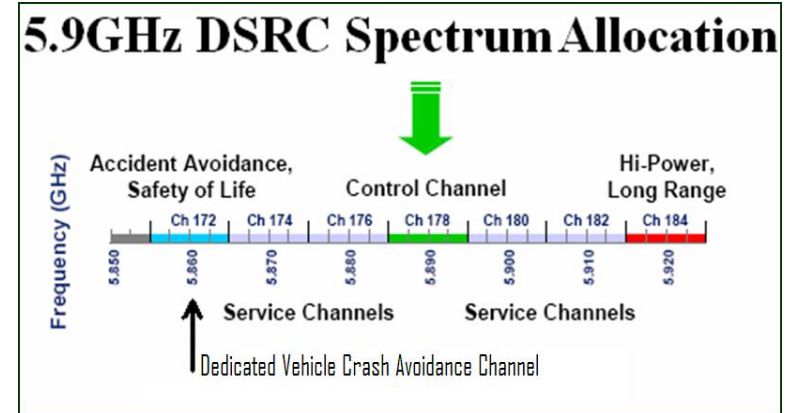 5.9GHz DSRC Spectrum Allocation
Accident Avoidance,
Safety of Life
Control Channel
Hi-Power,
Long Range
Frequency (GHz)
Ch 172 Ch 174 Ch 176 Ch 178 Ch 180 Ch 182 Ch 184
5.850 5.860 5.870 5.880 5.890 5.900 5.910 5.920
Service Channels Service Channels
Dedicated Vehicle Crash Avoidance Channel